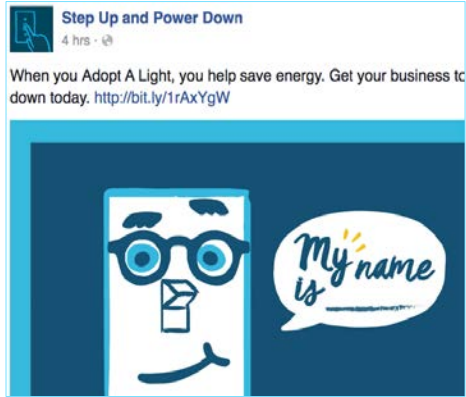 Step Up and Power Down
4 hrs ·
When you Adopt A Light, you help save energy. Get your business to
down today. http://bit.ly/1rAxYgW
My name
is